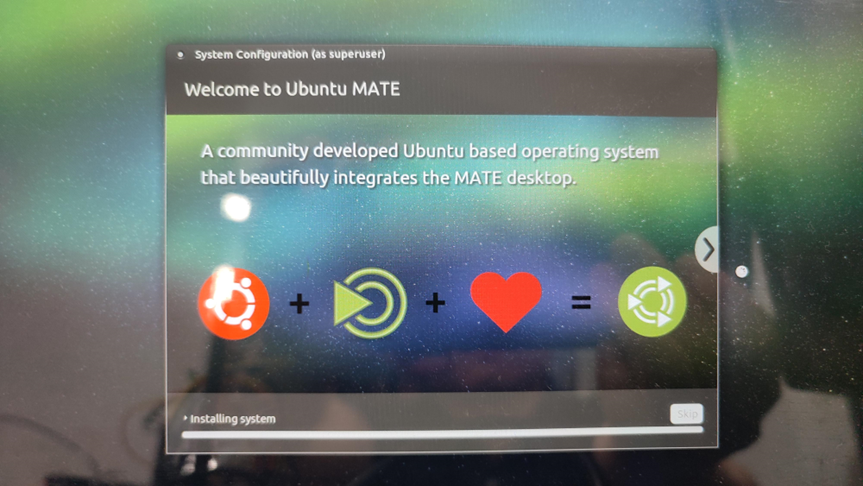 System Configuration (as superuser)
Welcome to Ubuntu MATE
A community developed Ubuntu based operating system
that beautifully integrates the MATE desktop.
+ + =
Installing system
Skip